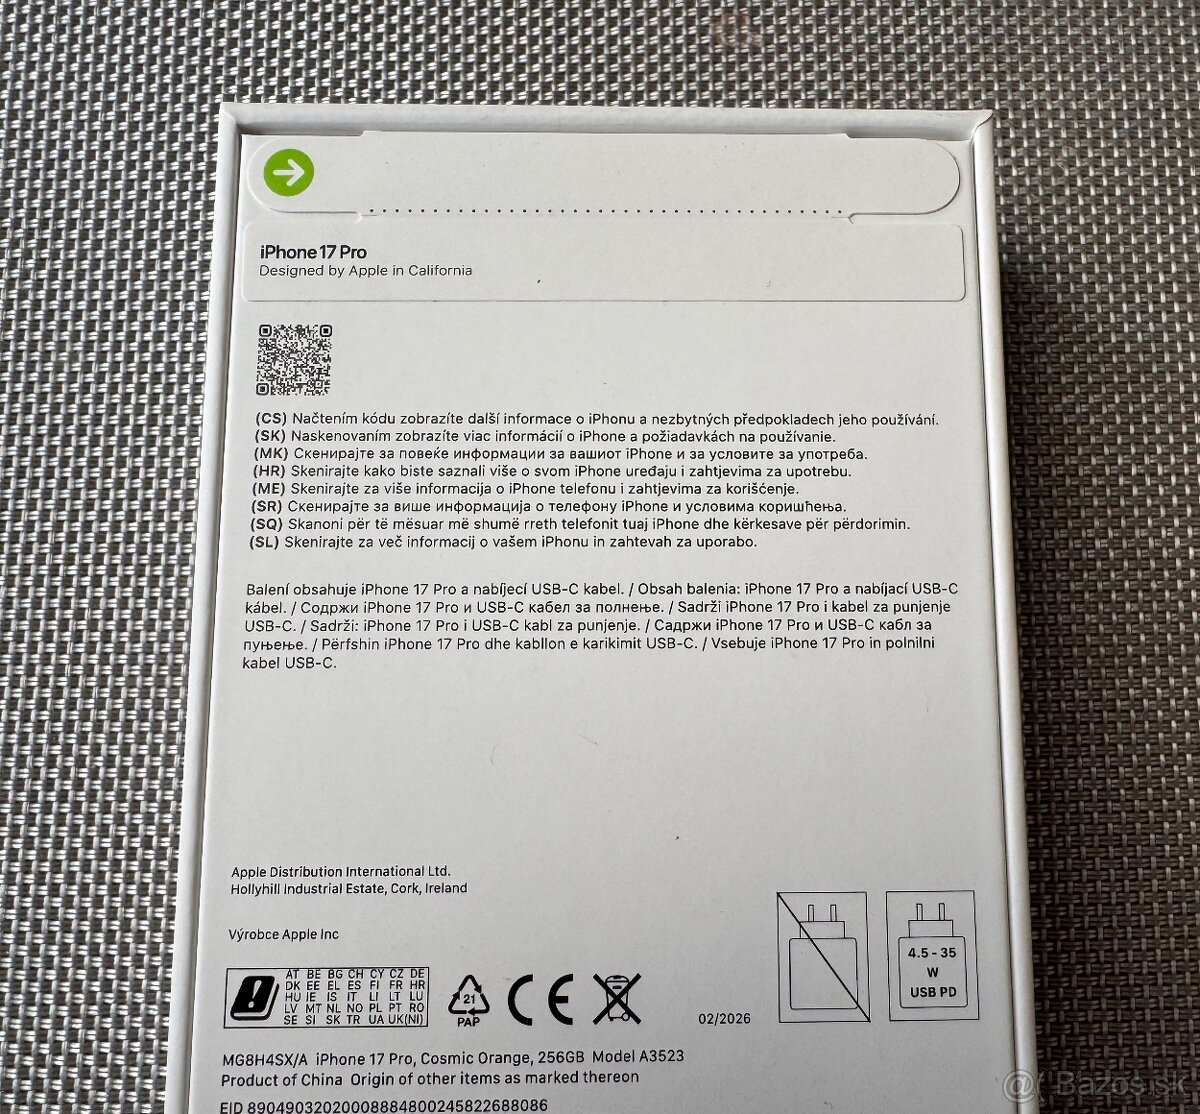 iPhone 17 Pro
Designed by Apple in California
(CS) Načtením kódu zobrazíte další informace o iPhonu a nezbytných předpokladech jeho používání.
(SK) Naskenovaním zobrazíte viac informácií o iPhone a požiadavkách na používanie.
(MK) Скенирајте за повеќе информации за вашиот iPhone и за условите за употреба.
(HR) Skenirajte kako biste saznali više o svom iPhone uređaju i zahtjevima za upotrebu.
(ME) Skenirajte za više informacija o iPhone telefonu i zahtjevima za korišćenje.
(SR) Скенирајте за више информација о телефону iPhone и условима коришћења.
(SQ) Skanoni për të mësuar më shumë rreth telefonit tuaj iPhone dhe kërkesave për përdorimin.
(SL) Skenirajte za več informacij o vašem iPhonu in zahtevah za uporabo.
Balení obsahuje iPhone 17 Pro a nabíjecí USB-C kabel. / Obsah balenia: iPhone 17 Pro a nabíjací USB-C
kábel. / Содржи iPhone 17 Pro и USB-C кабел за полнење. / Sadrži iPhone 17 Pro i kabel za punjenje
USB-C. / Sadrži: iPhone 17 Pro i USB-C kabl za punjenje. / Садржи iPhone 17 Pro и USB-C кабл за
пуњење. / Përfshin iPhone 17 Pro dhe kabllon e karikimit USB-C. / Vsebuje iPhone 17 Pro in polnilni
kabel USB-C.
Apple Distribution International Ltd.
Hollyhill Industrial Estate, Cork, Ireland
Výrobce Apple Inc
AT BE BG CH CY CZ DE
DK EE EL ES FI FR HR
HU IE IS IT LI LT LU
LV MT NL NO PL PT RO
SE SI SK TR UA UK(NI)
21
PAP
CE
02/2026
4.5 - 35
W
USB PD
MG8H4SX/A iPhone 17 Pro, Cosmic Orange, 256GB Model A3523
Product of China Origin of other items as marked thereon
EID 89049032020008884800245822688086
Bazos.sk